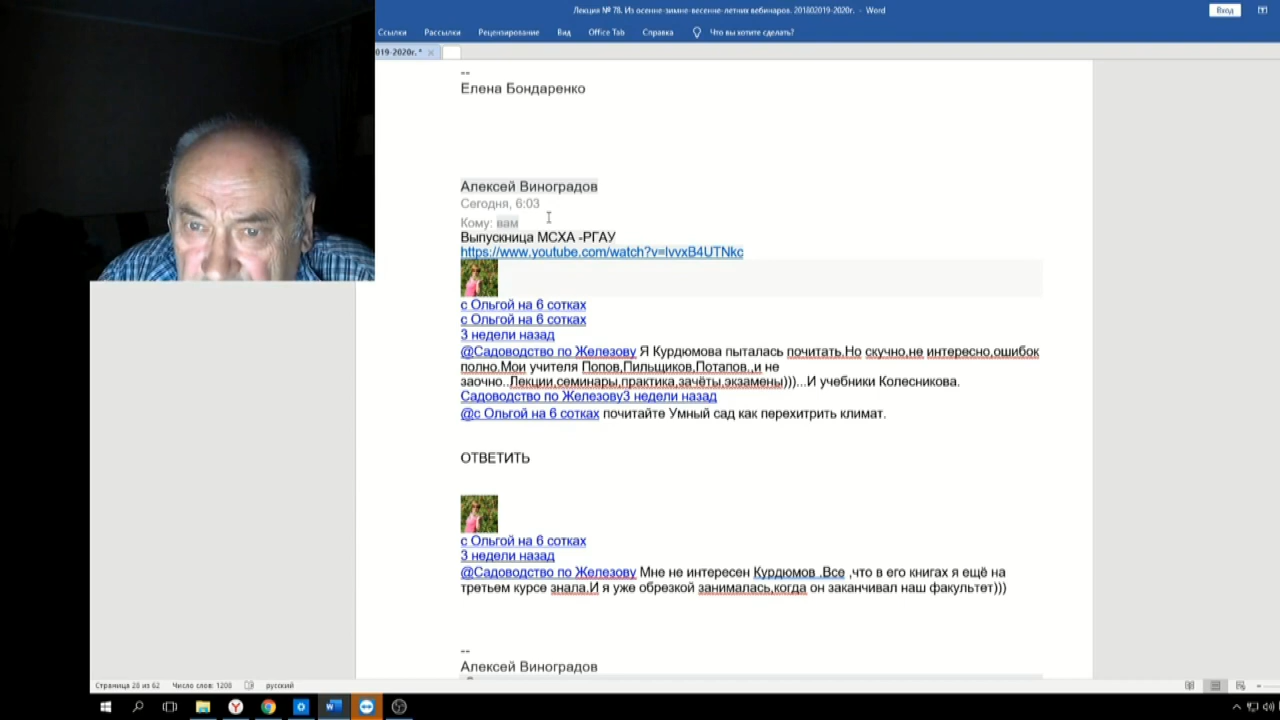 Лекция № 78. Из осенне-зимне-весенне-летних вебинаров. 201802019-2020г. - Word
Вход
Ссылки Рассылки Рецензирование Вид Office Tab Справка Что вы хотите сделать?
019-2020г. *
--
Елена Бондаренко
Алексей Виноградов
Сегодня, 6:03
Кому: вам
Выпускница МСХА -РГАУ
https://www.youtube.com/watch?v=lvvxB4UTNkc
с Ольгой на 6 сотках
с Ольгой на 6 сотках
3 недели назад
@Садоводство по Железову Я Курдюмова пыталась почитать.Но скучно,не интересно,ошибок
полно.Мои учителя Попов,Пильщиков,Потапов.,и не
заочно..Лекции,семинары,практика,зачёты,экзамены)))...И учебники Колесникова.
Садоводство по Железову3 недели назад
@с Ольгой на 6 сотках почитайте Умный сад как перехитрить климат.
ОТВЕТИТЬ
с Ольгой на 6 сотках
3 недели назад
@Садоводство по Железову Мне не интересен Курдюмов .Все ,что в его книгах я ещё на
третьем курсе знала.И я уже обрезкой занималась,когда он заканчивал наш факультет)))
--
Алексей Виноградов
Страница 28 из 62 Число слов: 1208 русский